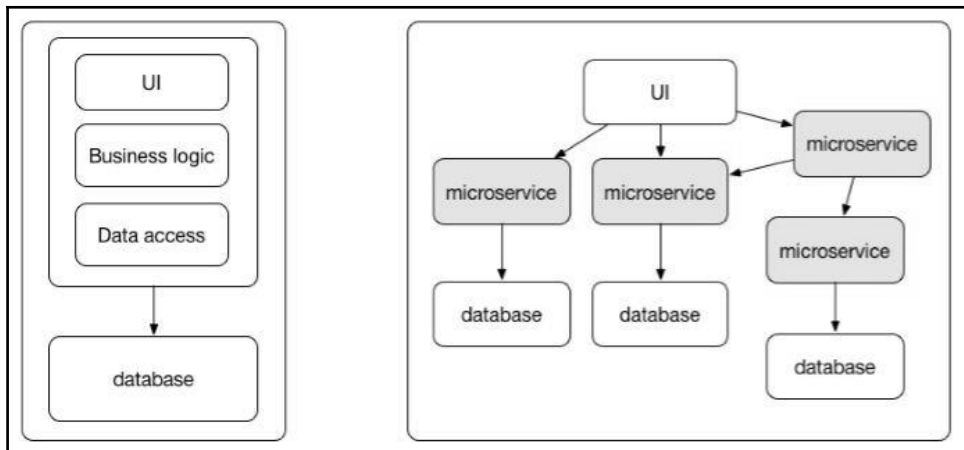 UI
Business logic
Data access
database
UI
microservice
microservice
microservice
microservice
database
database
database